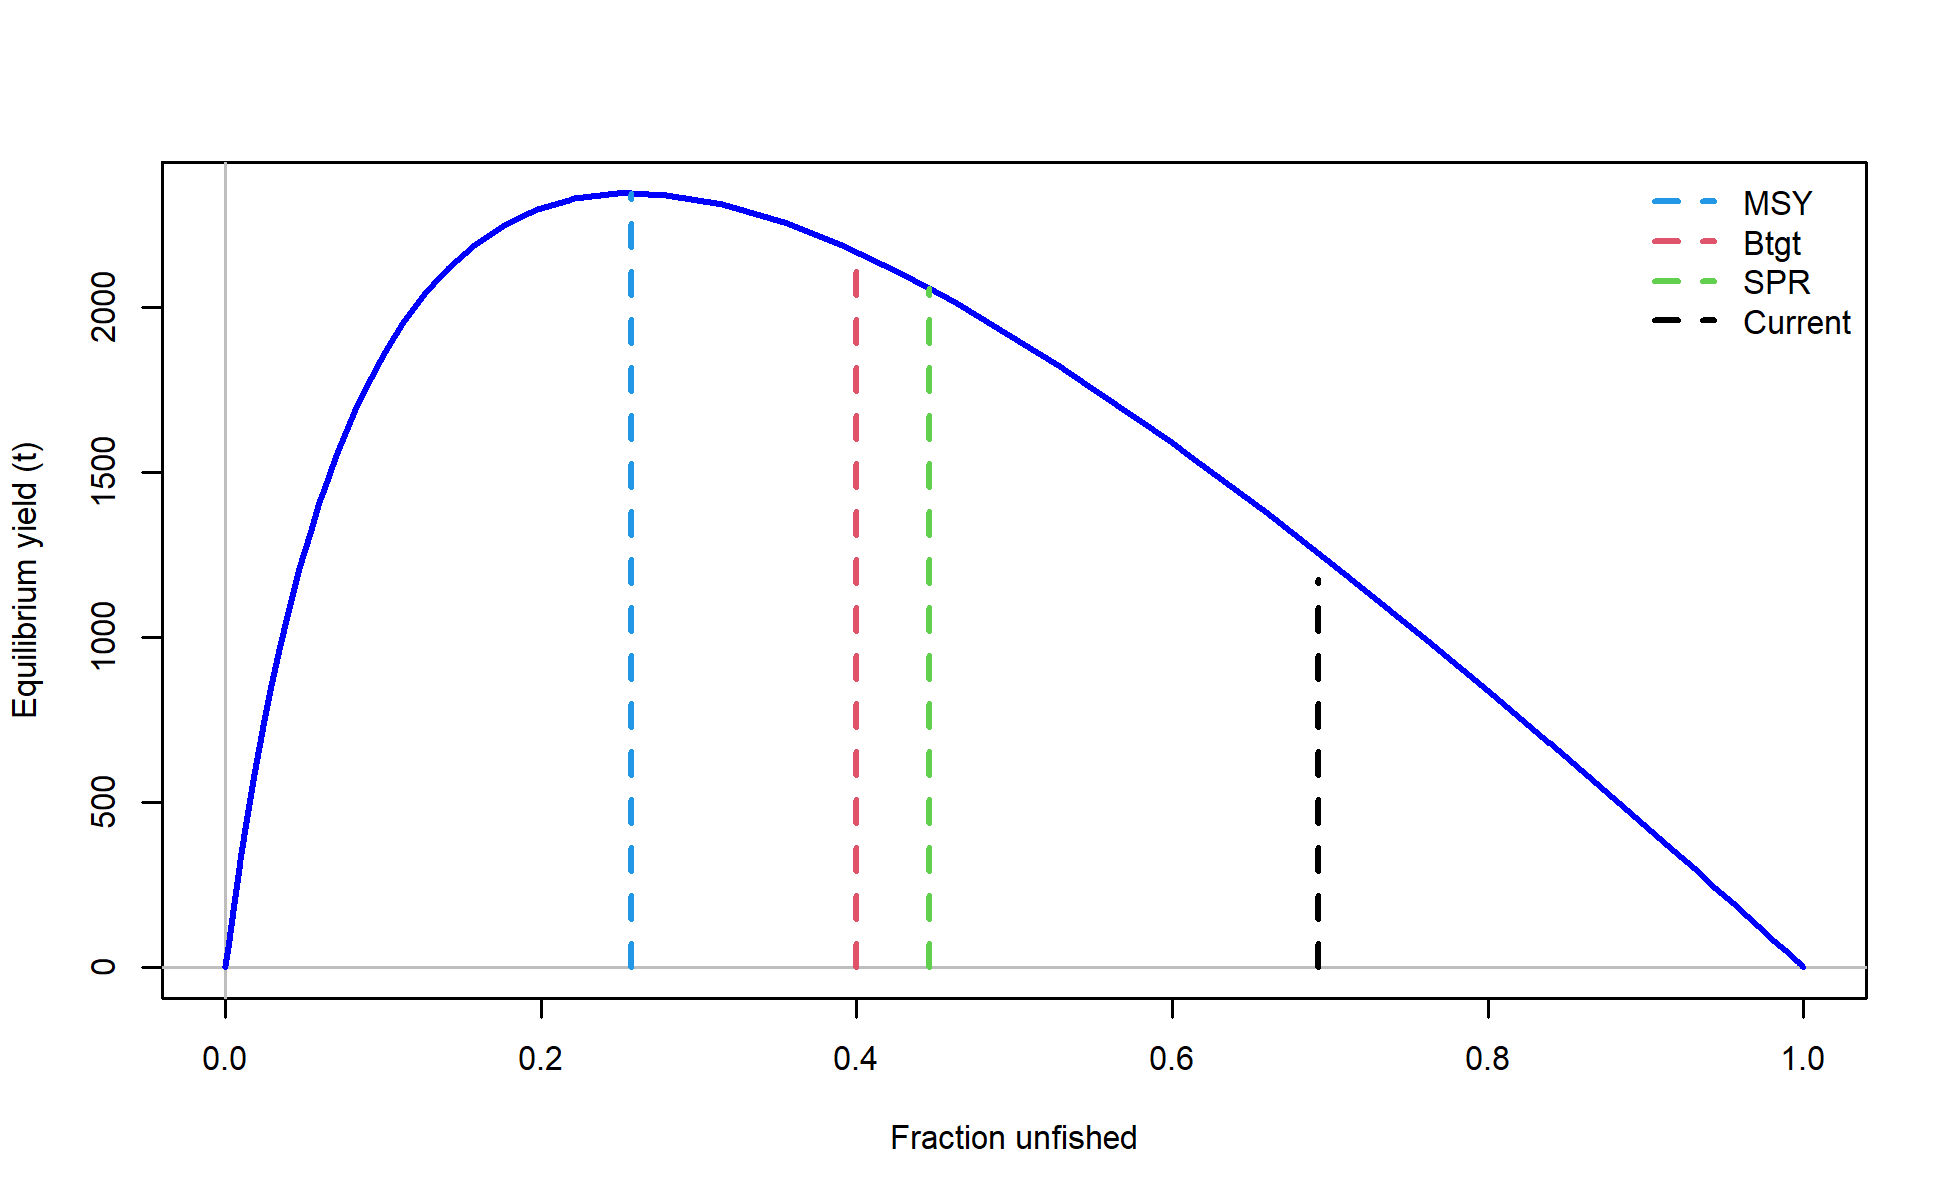 MSY
Btgt
SPR
Current
Equilibrium yield (t)
2000
1500
1000
500
0
0.0 0.2 0.4 0.6 0.8 1.0
Fraction unfished